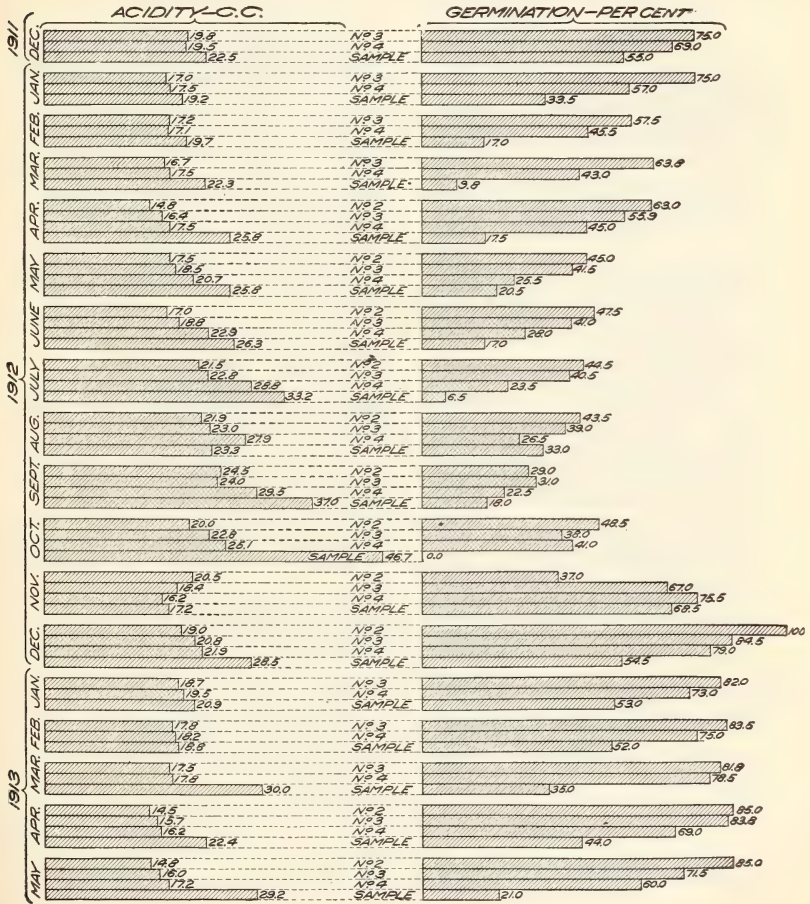 ACIDITY–C.C. GERMINATION–PER CENT
1911
DEC.
19.8 Nº 3 75.0
19.5 Nº 4 69.0
22.5 SAMPLE 55.0
1912
JAN.
17.0 Nº 3 75.0
17.5 Nº 4 57.0
19.2 SAMPLE 33.5
FEB.
17.2 Nº 3 57.5
17.1 Nº 4 45.5
19.7 SAMPLE 17.0
MAR.
16.7 Nº 3 63.8
17.5 Nº 4 43.0
22.3 SAMPLE 9.8
APR.
14.8 Nº 2 63.0
16.4 Nº 3 55.9
17.5 Nº 4 45.0
25.8 SAMPLE 17.5
MAY
17.5 Nº 2 45.0
18.5 Nº 3 41.5
20.7 Nº 4 25.5
25.8 SAMPLE 20.5
JUNE
17.0 Nº 2 47.5
18.8 Nº 3 41.0
22.9 Nº 4 28.0
26.3 SAMPLE 17.0
JULY
21.5 Nº 2 44.5
22.8 Nº 3 40.5
28.8 Nº 4 23.5
33.2 SAMPLE 6.5
AUG.
21.9 Nº 2 43.5
23.0 Nº 3 39.0
27.9 Nº 4 26.5
23.3 SAMPLE 33.0
SEPT.
24.5 Nº 2 29.0
24.0 Nº 3 31.0
29.5 Nº 4 22.5
37.0 SAMPLE 18.0
OCT.
20.0 Nº 2 48.5
22.8 Nº 3 38.0
25.1 Nº 4 41.0
SAMPLE 46.7 0.0
NOV.
20.5 Nº 2 37.0
18.4 Nº 3 67.0
16.2 Nº 4 75.5
17.2 SAMPLE 68.5
DEC.
19.0 Nº 2 100
20.8 Nº 3 84.5
21.9 Nº 4 79.0
28.5 SAMPLE 54.5
1913
JAN.
18.7 Nº 3 82.0
19.5 Nº 4 73.0
20.9 SAMPLE 53.0
FEB.
17.8 Nº 3 83.5
18.2 Nº 4 75.0
18.8 SAMPLE 52.0
MAR.
17.5 Nº 3 81.8
17.8 Nº 4 78.5
30.0 SAMPLE 35.0
APR.
14.5 Nº 2 85.0
15.7 Nº 3 83.8
16.2 Nº 4 69.0
22.4 SAMPLE 44.0
MAY
14.8 Nº 2 85.0
16.0 Nº 3 71.5
17.2 Nº 4 60.0
29.2 SAMPLE 21.0